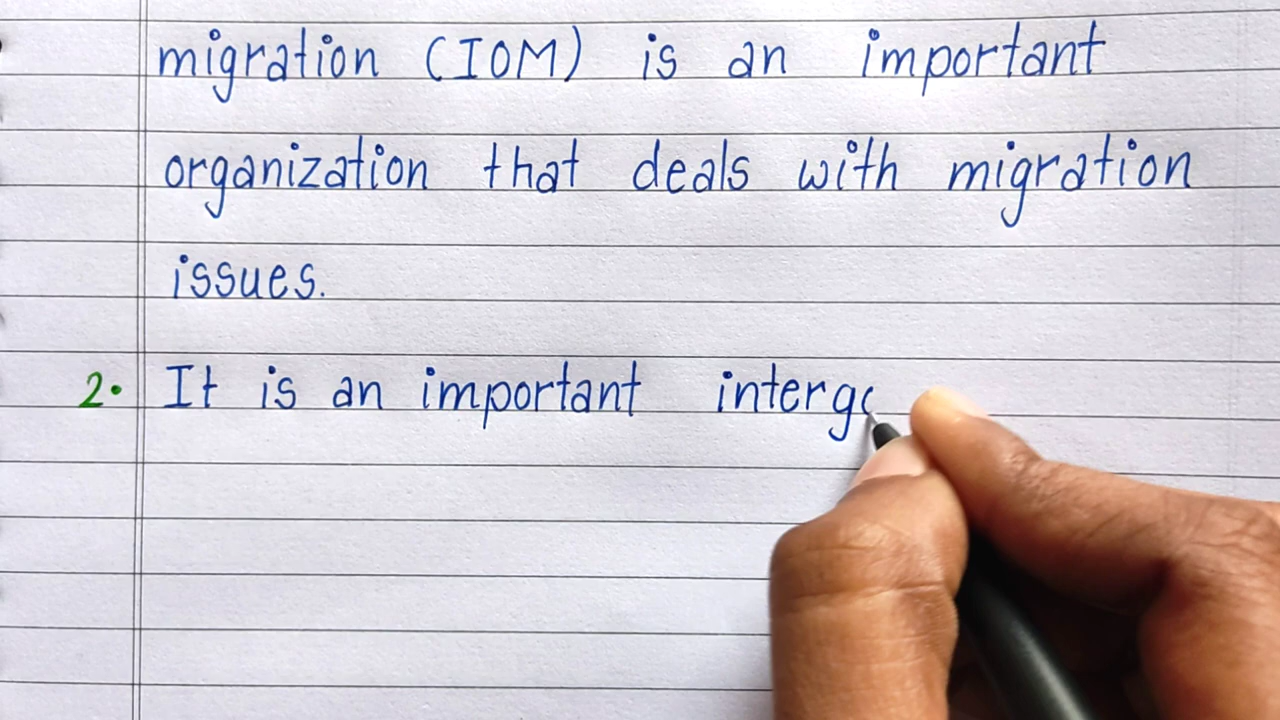 migration (IOM) is an important
organization that deals with migration
issues.
2. It is an important